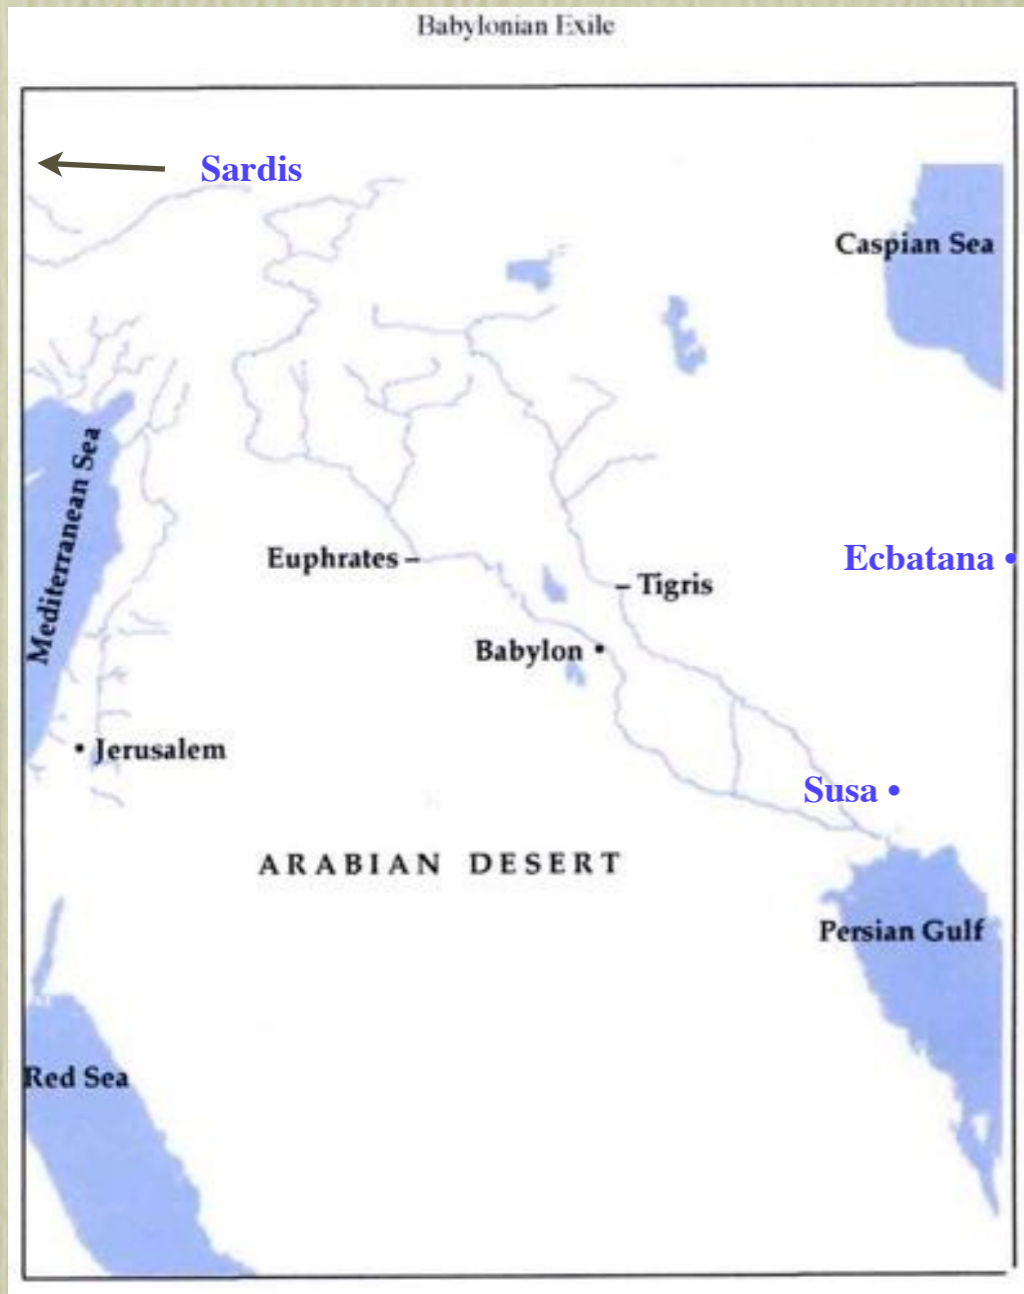 Babylonian Exile
Sardis
Caspian Sea
Mediterranean Sea
Euphrates
Ecbatana
Tigris
Babylon
Jerusalem
Susa
ARABIAN DESERT
Persian Gulf
Red Sea